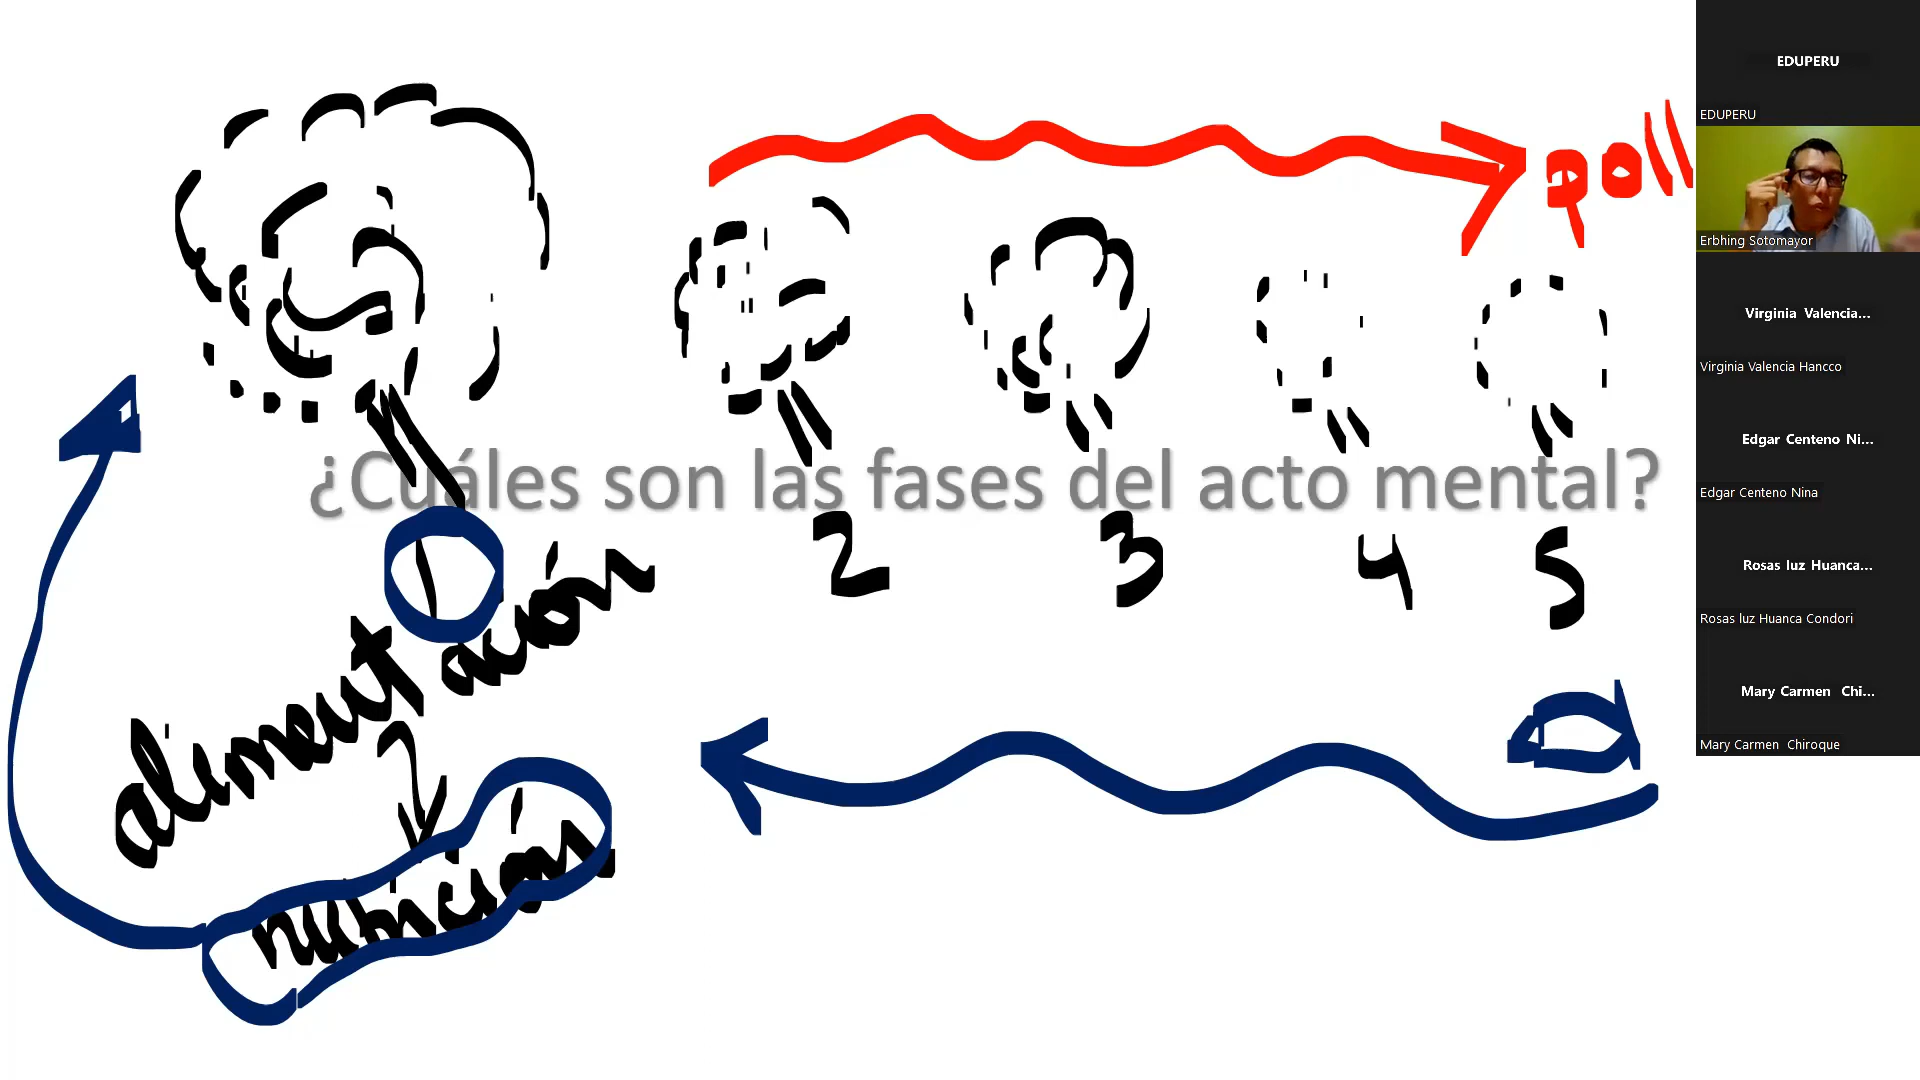 ¿Cuáles son las fases del acto mental?
2 3 4 5
alimentación
nutrición
EDUPERU
EDUPERU
Erbhing Sotomayor
Virginia Valencia...
Virginia Valencia Hancco
Edgar Centeno Ni...
Edgar Centeno Nina
Rosas luz Huanca...
Rosas luz Huanca Condori
Mary Carmen Chi...
Mary Carmen Chiroque